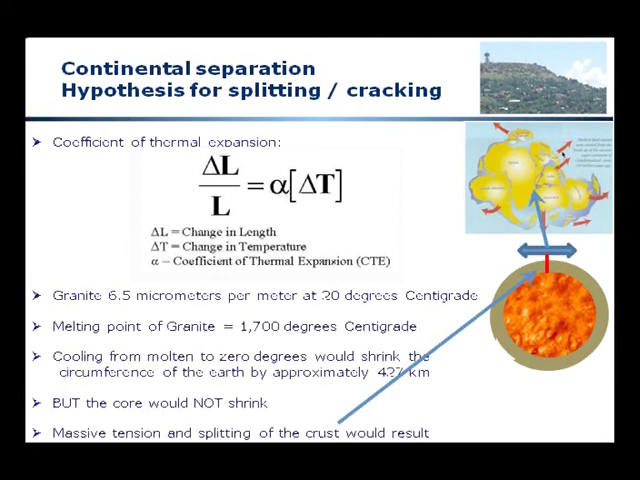 Continental separation
Hypothesis for splitting / cracking
Coefficient of thermal expansion:
ΔL
L
= α[ΔT]
ΔL = Change in Length
ΔT = Change in Temperature
α – Coefficient of Thermal Expansion (CTE)
Granite 6.5 micrometers per meter at 20 degrees Centigrade
Melting point of Granite = 1,700 degrees Centigrade
Cooling from molten to zero degrees would shrink the
circumference of the earth by approximately 427 km
BUT the core would NOT shrink
Massive tension and splitting of the crust would result